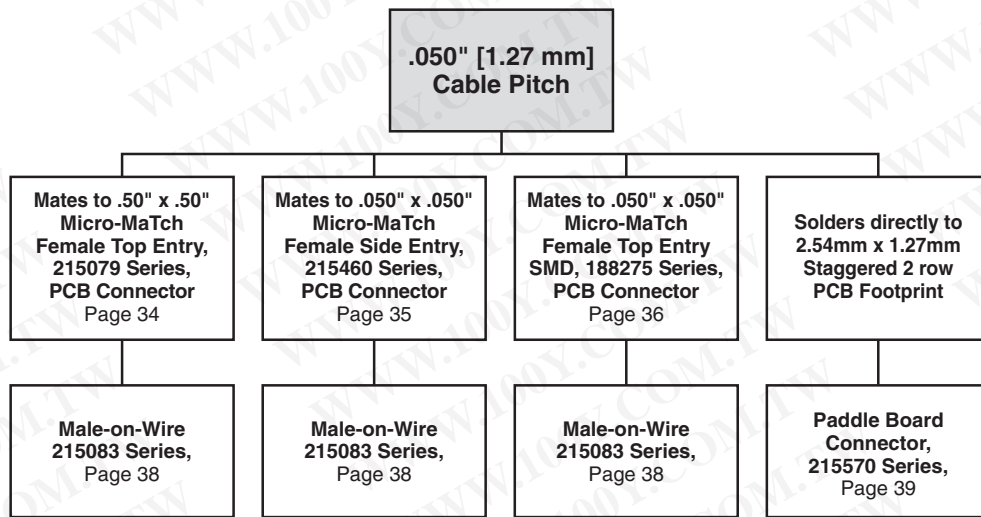 .050" [1.27 mm]
Cable Pitch
Mates to .50" x .50"
Micro-MaTch
Female Top Entry,
215079 Series,
PCB Connector
Page 34
Mates to .050" x .050"
Micro-MaTch
Female Side Entry,
215460 Series,
PCB Connector
Page 35
Mates to .050" x .050"
Micro-MaTch
Female Top Entry
SMD, 188275 Series,
PCB Connector
Page 36
Solders directly to
2.54mm x 1.27mm
Staggered 2 row
PCB Footprint
Male-on-Wire
215083 Series,
Page 38
Male-on-Wire
215083 Series,
Page 38
Male-on-Wire
215083 Series,
Page 38
Paddle Board
Connector,
215570 Series,
Page 39
WWW.100Y.COM.TW